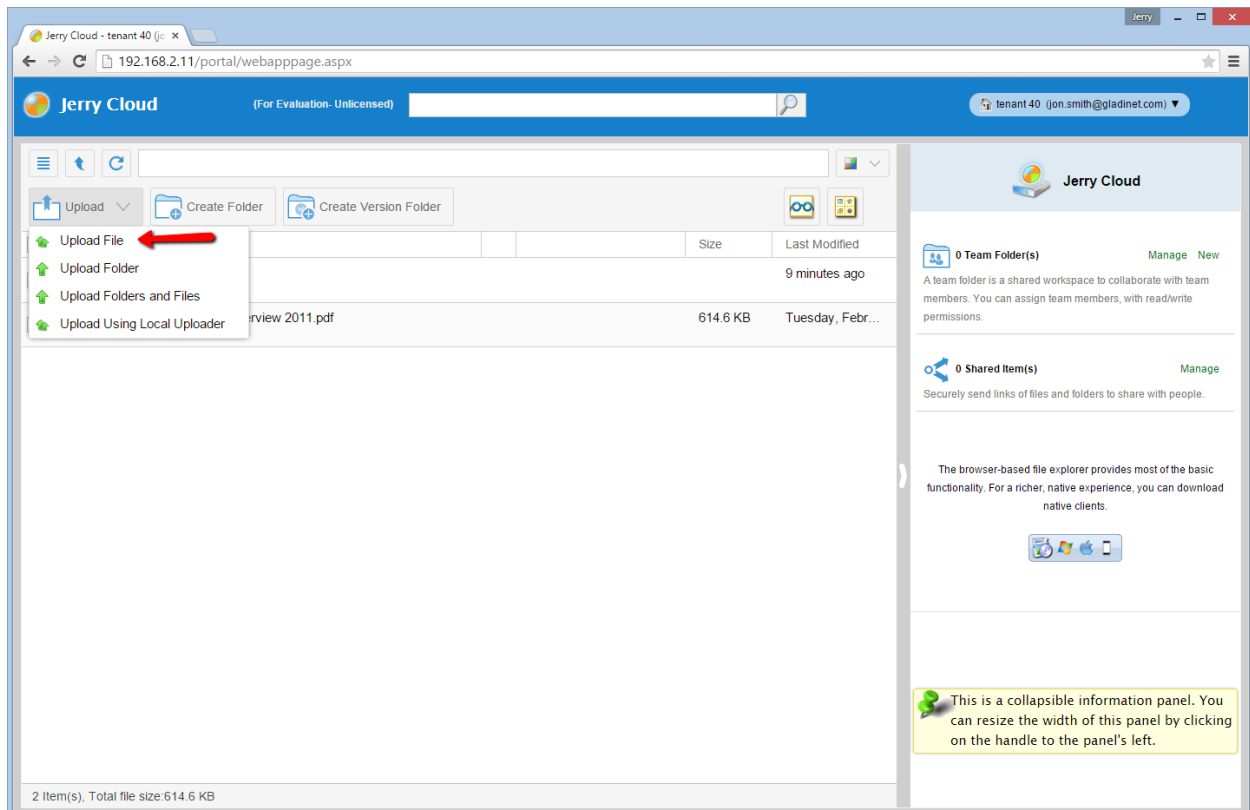 Jerry
Jerry Cloud - tenant 40 (jo
192.168.2.11/portal/webapppage.aspx
Jerry Cloud
(For Evaluation- Unlicensed)
tenant 40 (jon.smith@gladinet.com) ▼
Upload
Create Folder
Create Version Folder
Upload File
Upload Folder
Upload Folders and Files
Upload Using Local Uploader
Size
Last Modified
9 minutes ago
rview 2011.pdf
614.6 KB
Tuesday, Febr...
2 Item(s), Total file size:614.6 KB
Jerry Cloud
0 Team Folder(s)
Manage New
A team folder is a shared workspace to collaborate with team
members. You can assign team members, with read/write
permissions.
0 Shared Item(s)
Manage
Securely send links of files and folders to share with people.
The browser-based file explorer provides most of the basic
functionality. For a richer, native experience, you can download
native clients.
This is a collapsible information panel. You
can resize the width of this panel by clicking
on the handle to the panel's left.